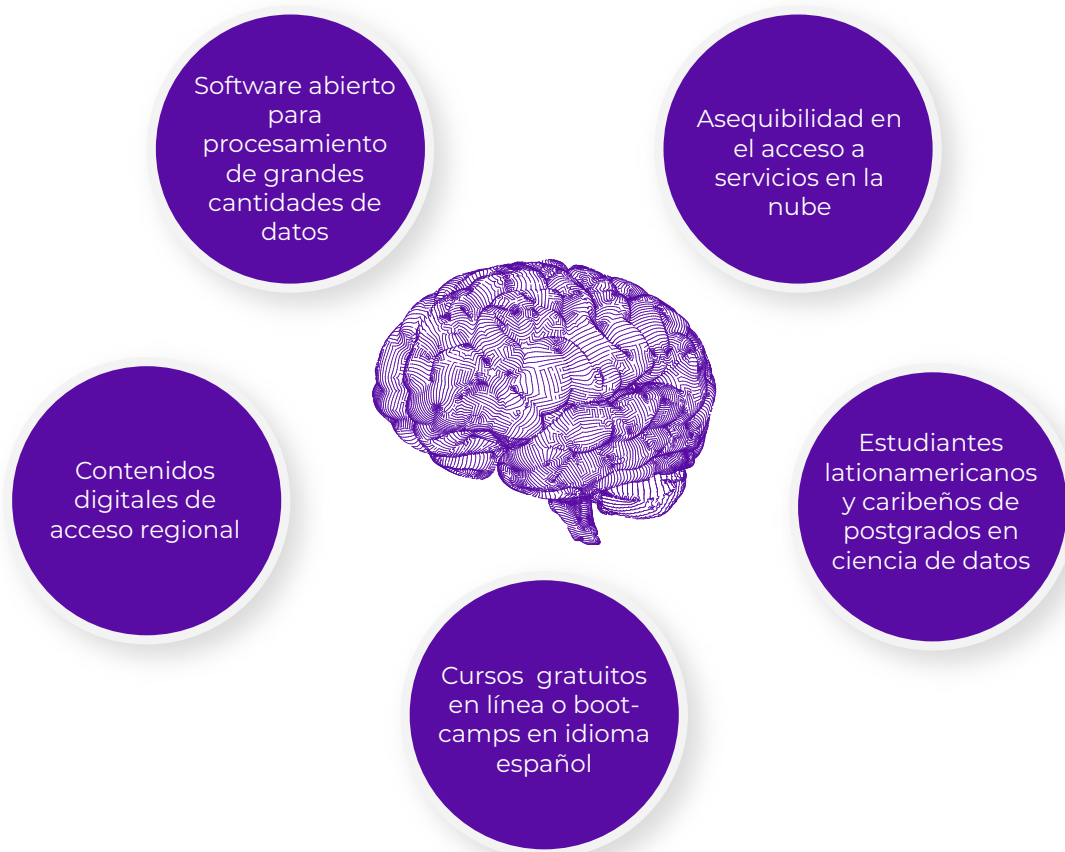 Software abierto
para
procesamiento
de grandes
cantidades de
datos
Asequibilidad en
el acceso a
servicios en la
nube
Contenidos
digitales de
acceso regional
Estudiantes
lationamericanos
y caribeños de
postgrados en
ciencia de datos
Cursos  gratuitos
en línea o boot-
camps en idioma
español